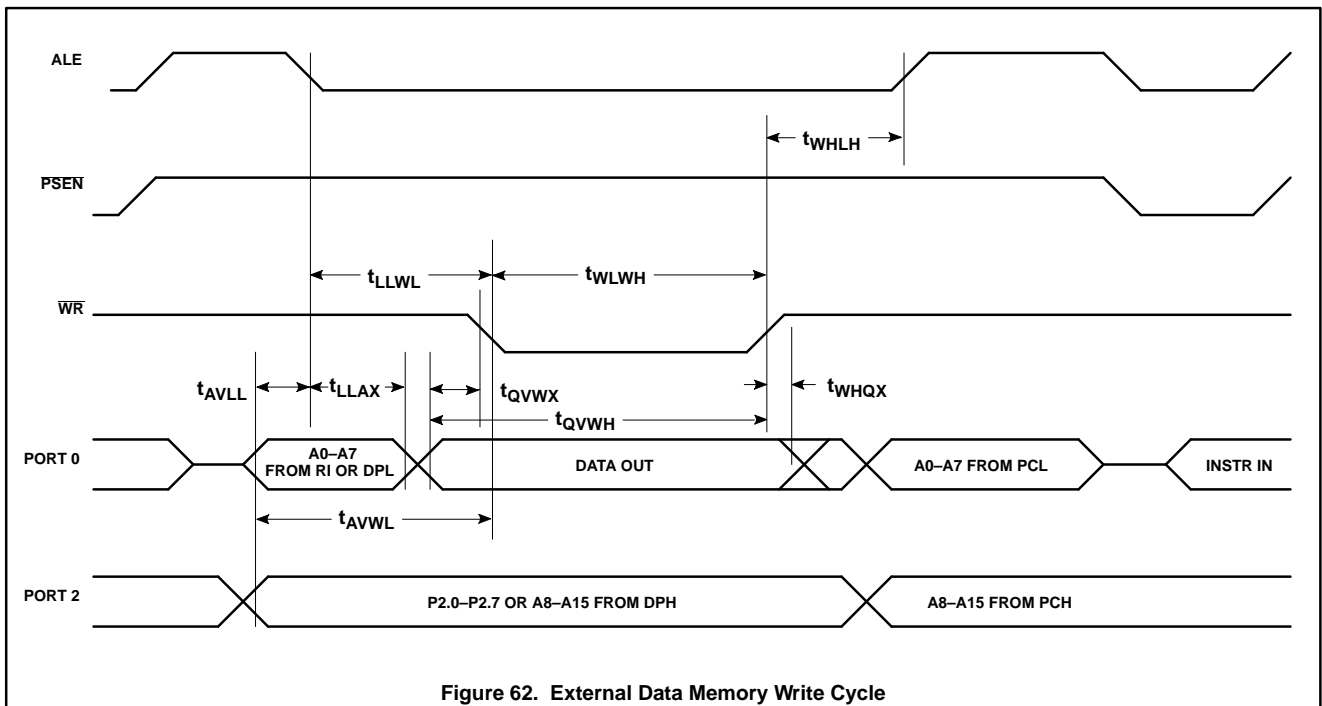 ALE
tWHLH
PSEN
tLLWL
tWLWH
WR
tAVLL
tLLAX
tQVWX
tWHQX
tQVWH
PORT 0
A0–A7
FROM RI OR DPL
DATA OUT
A0–A7 FROM PCL
INSTR IN
tAVWL
PORT 2
P2.0–P2.7 OR A8–A15 FROM DPH
A8–A15 FROM PCH
Figure 62. External Data Memory Write Cycle